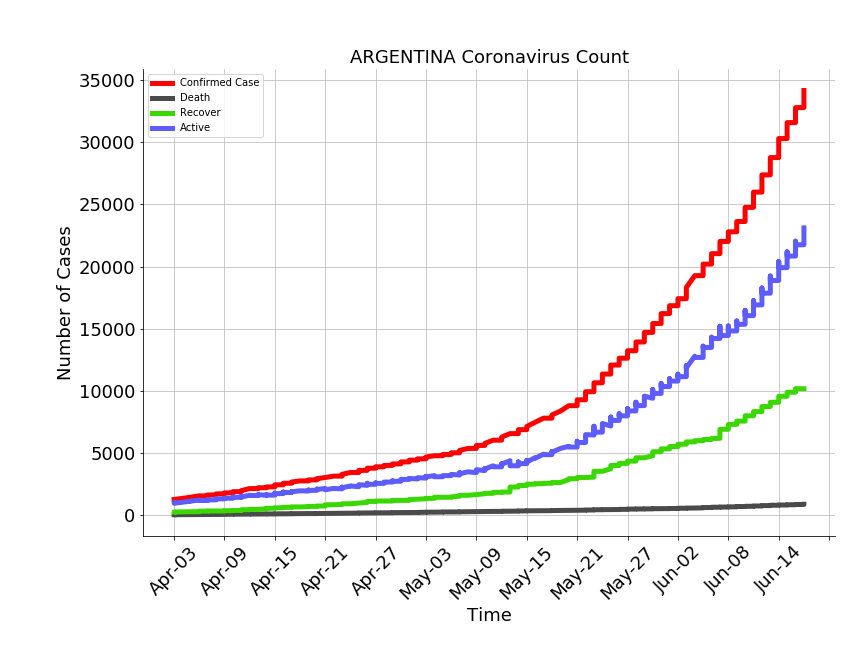 ARGENTINA Coronavirus Count
Confirmed Case
Death
Recover
Active
Number of Cases
35000
30000
25000
20000
15000
10000
5000
0
Apr-03
Apr-09
Apr-15
Apr-21
Apr-27
May-03
May-09
May-15
May-21
May-27
Jun-02
Jun-08
Jun-14
Time